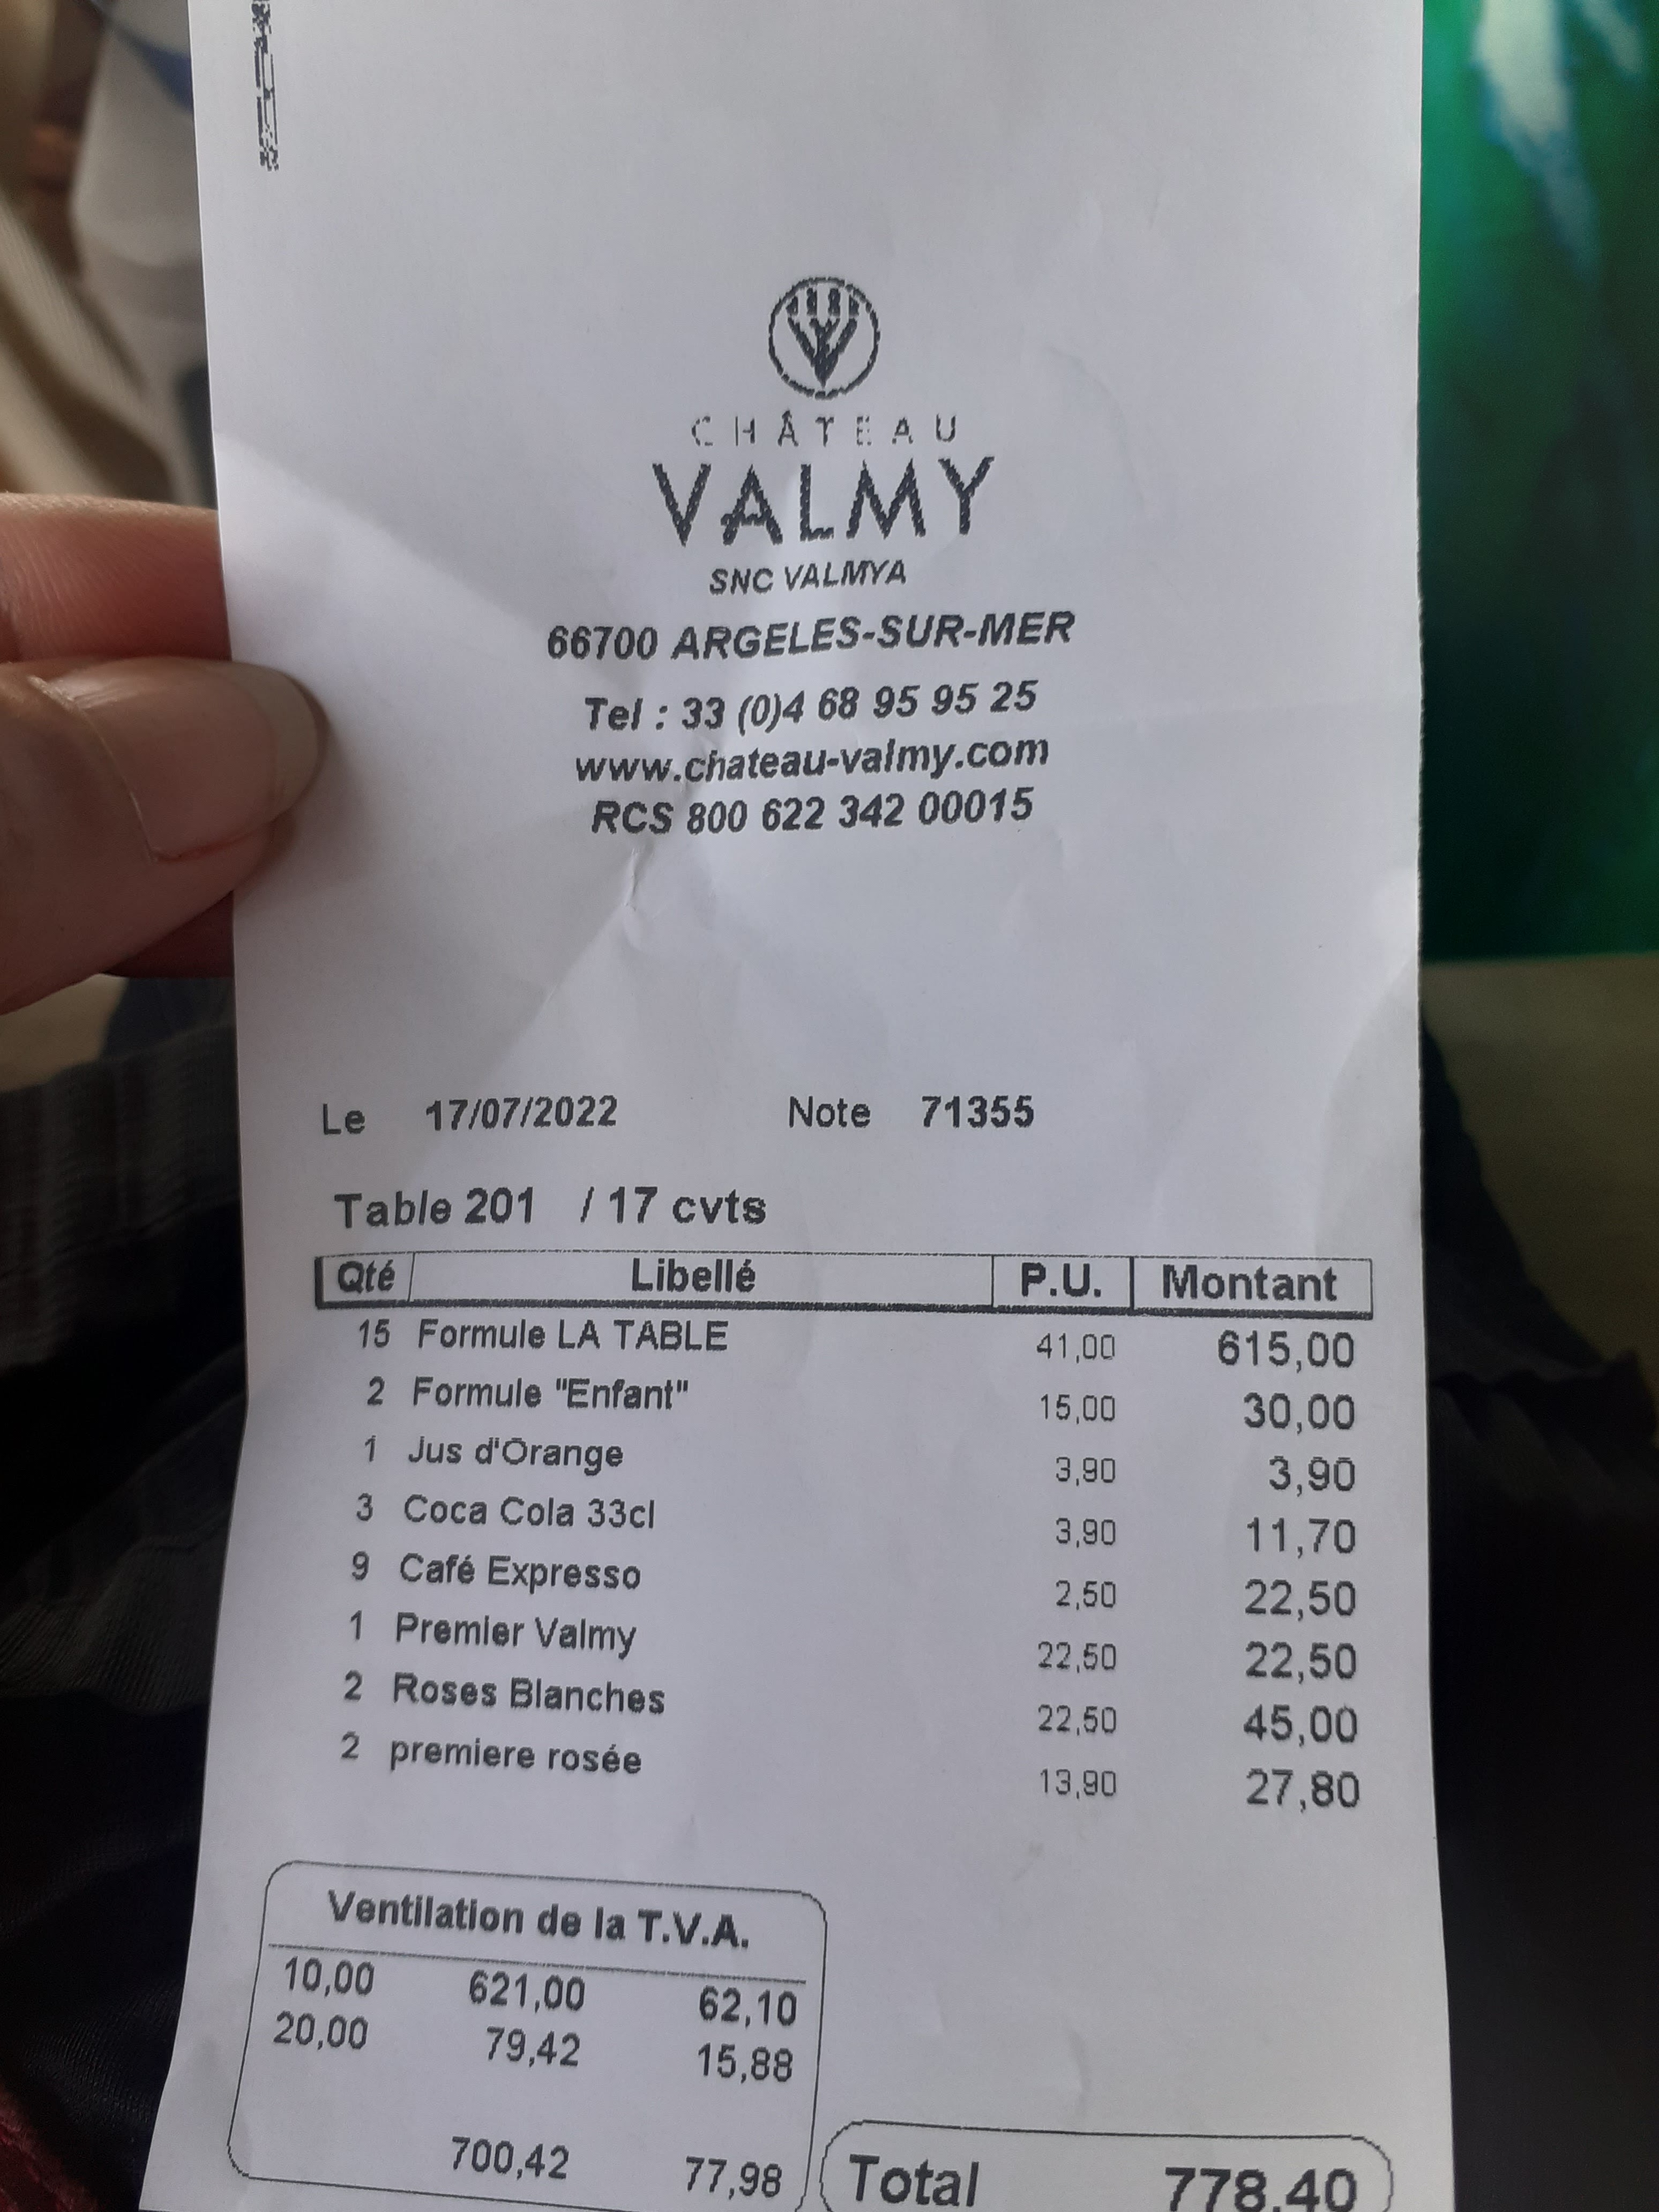 CHÂTEAU
VALMY
SNC VALMYA
66700 ARGELES-SUR-MER
Tel : 33 (0)4 68 95 95 25
www.chateau-valmy.com
RCS 800 622 342 00015
Le 17/07/2022 Note 71355
Table 201 / 17 cvts
Qté Libellé P.U. Montant
15 Formule LA TABLE 41,00 615,00
2 Formule "Enfant" 15,00 30,00
1 Jus d'Orange 3,90 3,90
3 Coca Cola 33cl 3,90 11,70
9 Café Expresso 2,50 22,50
1 Premier Valmy 22,50 22,50
2 Roses Blanches 22,50 45,00
2 premiere rosée 13,90 27,80
Ventilation de la T.V.A.
10,00 621,00 62,10
20,00 79,42 15,88
700,42 77,98
Total 778,40